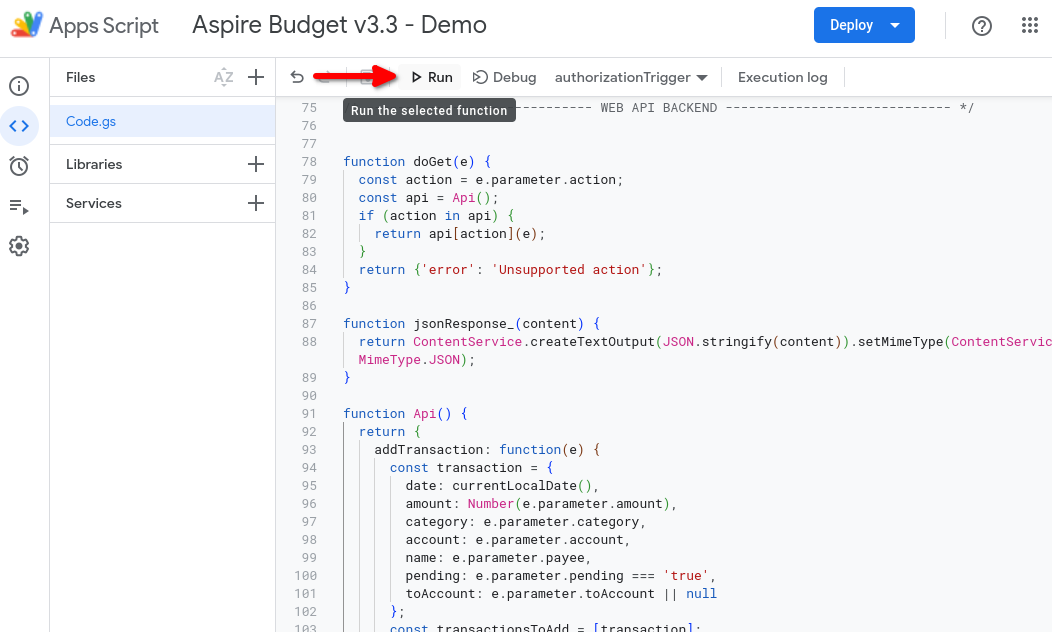 Apps Script
Aspire Budget v3.3 - Demo
Deploy
Files
AZ
Run
Debug
authorizationTrigger
Execution log
Run the selected function
Code.gs
Libraries
Services
75 ---------- WEB API BACKEND ----------------------------- */
76
77
78 function doGet(e) {
79 const action = e.parameter.action;
80 const api = Api();
81 if (action in api) {
82 return api[action](e);
83 }
84 return {'error': 'Unsupported action'};
85 }
86
87 function jsonResponse_(content) {
88 return ContentService.createTextOutput(JSON.stringify(content)).setMimeType(ContentServic
MimeType.JSON);
89 }
90
91 function Api() {
92 return {
93 addTransaction: function(e) {
94 const transaction = {
95 date: currentLocalDate(),
96 amount: Number(e.parameter.amount),
97 category: e.parameter.category,
98 account: e.parameter.account,
99 name: e.parameter.payee,
100 pending: e.parameter.pending === 'true',
101 toAccount: e.parameter.toAccount || null
102 };
103 const transactionsToAdd = [transaction];